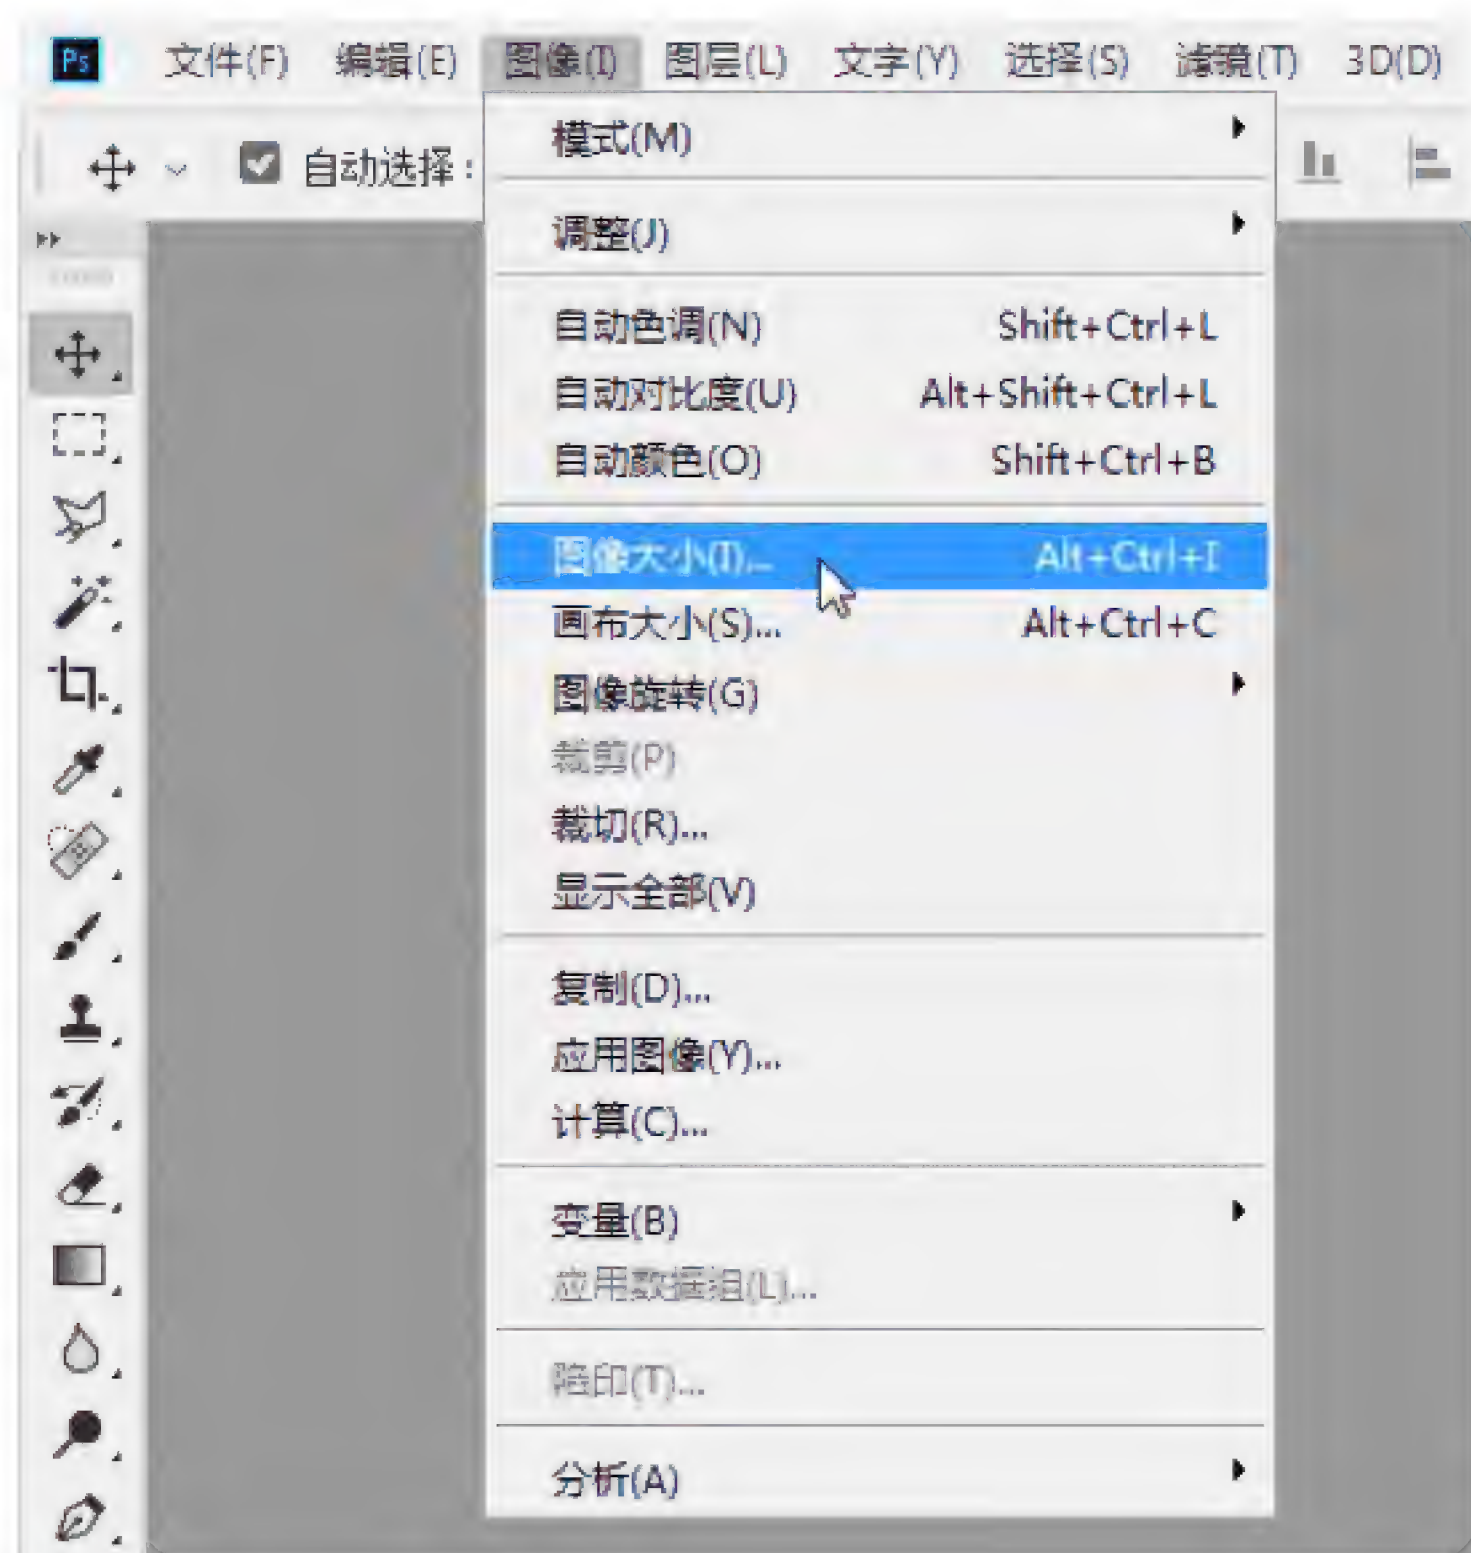 Ps 文件(F) 编辑(E) 图像(I) 图层(L) 文字(Y) 选择(S) 滤镜(T) 3D(D)
自动选择：
模式(M)
调整(J)
自动色调(N) Shift+Ctrl+L
自动对比度(U) Alt+Shift+Ctrl+L
自动颜色(O) Shift+Ctrl+B
图像大小(I)... Alt+Ctrl+I
画布大小(S)... Alt+Ctrl+C
图像旋转(G)
裁剪(P)
裁切(R)...
显示全部(V)
复制(D)...
应用图像(Y)...
计算(C)...
变量(B)
应用数据组(L)...
陷印(T)...
分析(A)